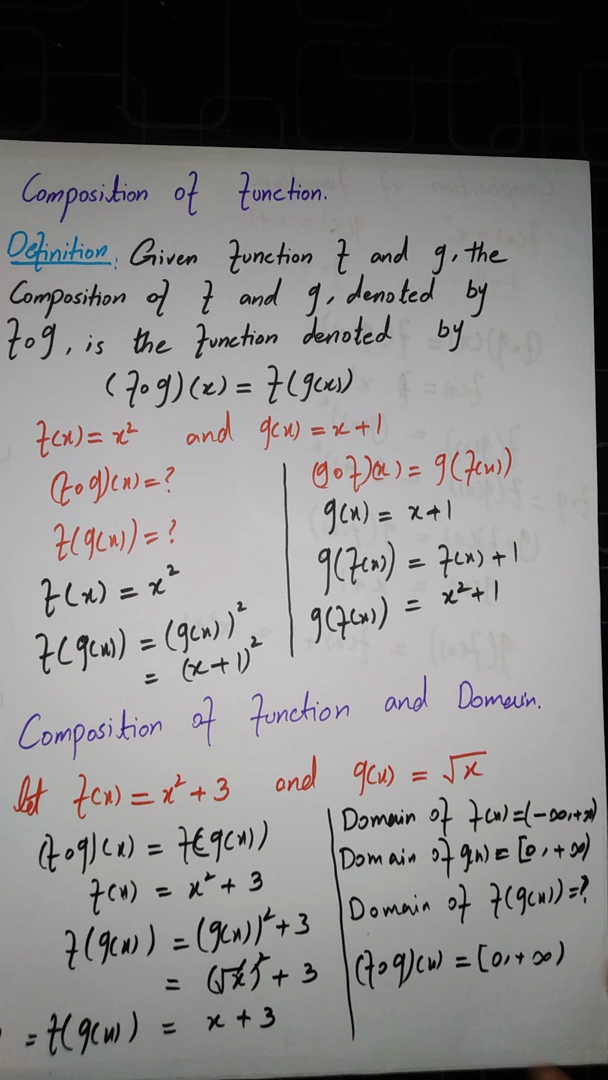 Composition of function.
Definition: Given function f and g, the
Composition of f and g, denoted by
fog, is the function denoted by
(fog)(x) = f(g(x))
f(x) = x² and g(x) = x+1
(fog)(x) = ?
f(g(x)) = ?
f(x) = x²
f(g(x)) = (g(x))²
= (x+1)²
(gof)(x) = g(f(x))
g(x) = x+1
g(f(x)) = f(x)+1
g(f(x)) = x²+1
Composition of function and Domain.
let f(x) = x²+3 and g(x) = √x
(fog)(x) = f(g(x))
f(x) = x²+3
f(g(x)) = (g(x))²+3
= (√x)²+3
= f(g(x)) = x+3
Domain of f(x)=(-∞,+∞)
Domain of g(x) = [0,+∞)
Domain of f(g(x))=?
(fog)(x) = [0,+∞)